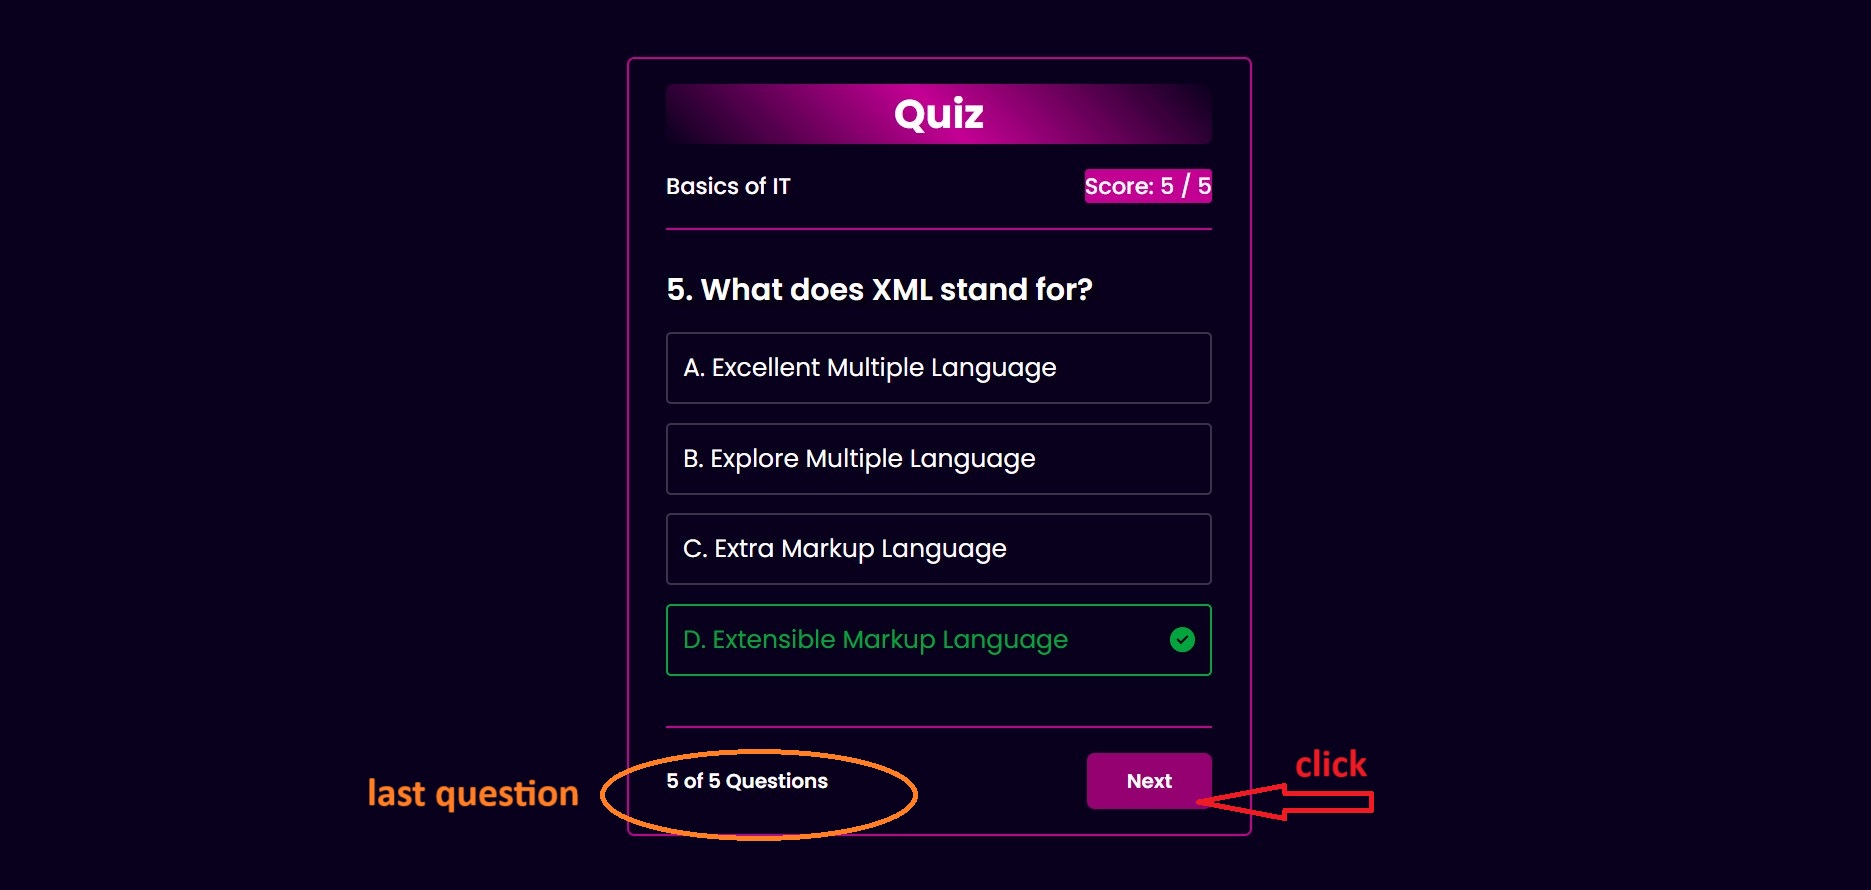 Quiz
Basics of IT
Score: 5 / 5
5. What does XML stand for?
A. Excellent Multiple Language
B. Explore Multiple Language
C. Extra Markup Language
D. Extensible Markup Language
last question
5 of 5 Questions
Next
click